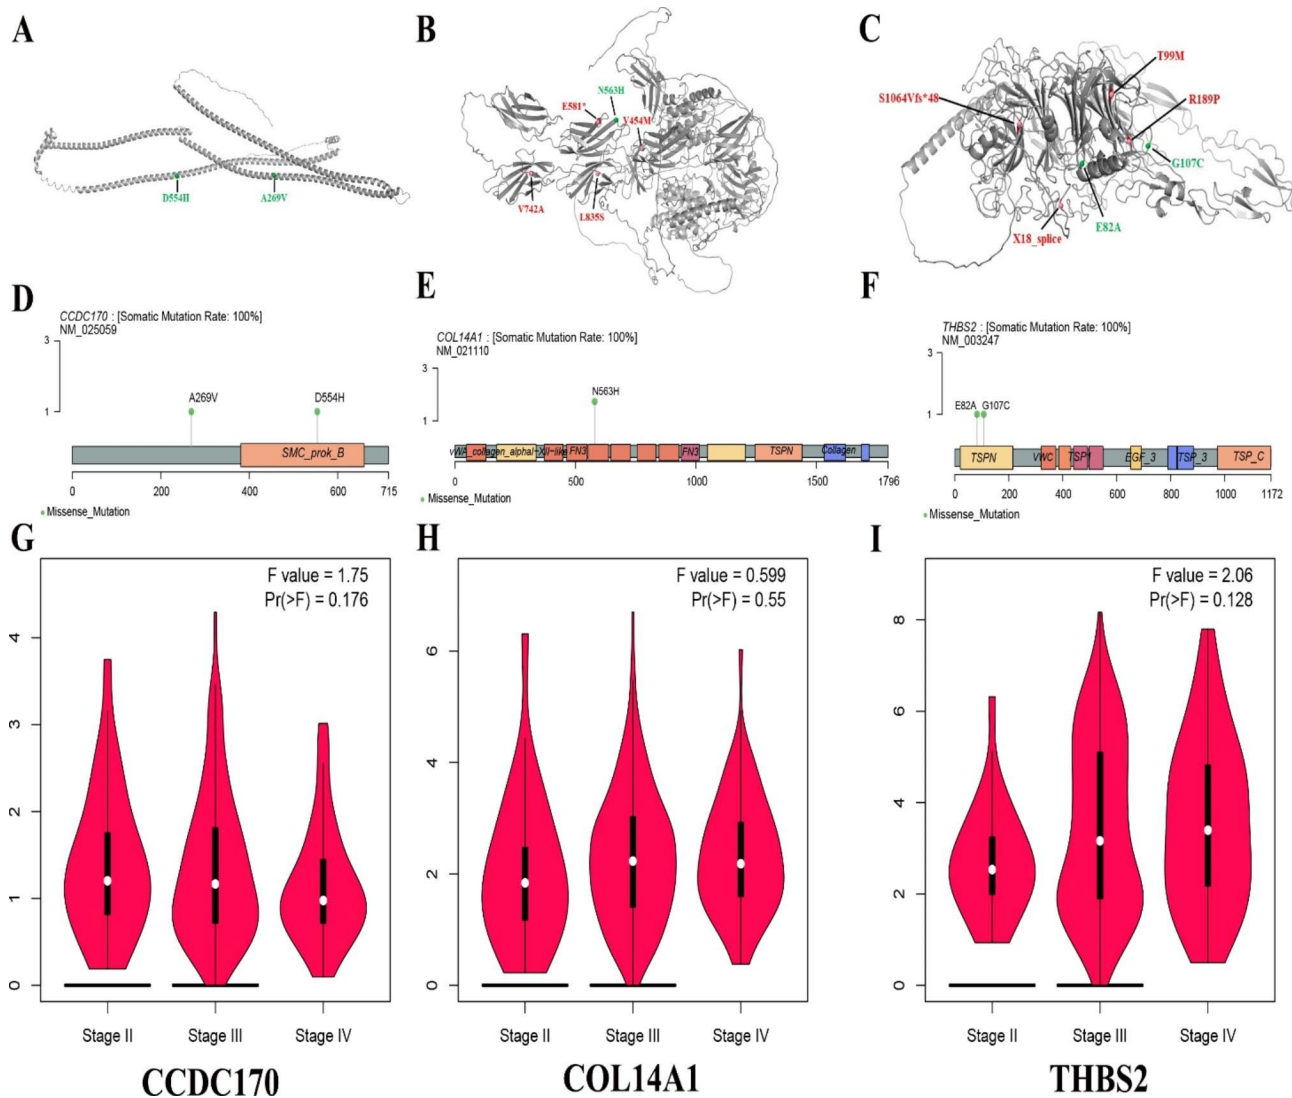 A
D554H
A269V
B
E581*
N563H
V454M
V742A
L835S
C
T99M
S1064Vfs*48
R189P
G107C
E82A
X18_splice
D
CCDC170 : [Somatic Mutation Rate: 100%]
NM_025059
3
1
A269V
D554H
SMC_prok_B
0
200
400
600
715
Missense_Mutation
E
COL14A1 : [Somatic Mutation Rate: 100%]
NM_021110
3
1
N563H
vWA_collagen_alphaI-XII-like
FN3
FN3
TSPN
Collagen
0
500
1000
1500
1796
Missense_Mutation
F
THBS2 : [Somatic Mutation Rate: 100%]
NM_003247
3
1
E82A
G107C
TSPN
VWC
TSP1
EGF_3
TSP_3
TSP_C
0
200
400
600
800
1000
1172
Missense_Mutation
G
F value = 1.75
Pr(>F) = 0.176
4
3
2
1
0
Stage II
Stage III
Stage IV
CCDC170
H
F value = 0.599
Pr(>F) = 0.55
6
4
2
0
Stage II
Stage III
Stage IV
COL14A1
I
F value = 2.06
Pr(>F) = 0.128
8
6
4
2
0
Stage II
Stage III
Stage IV
THBS2